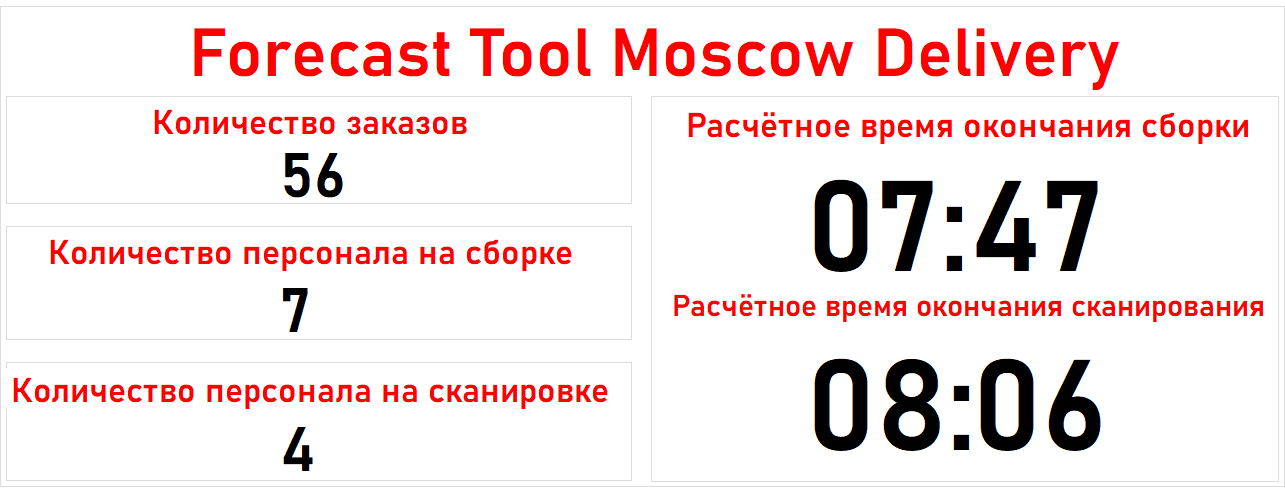 Forecast Tool Moscow Delivery
Количество заказов
56
Количество персонала на сборке
7
Количество персонала на сканировке
4
Расчётное время окончания сборки
07:47
Расчётное время окончания сканирования
08:06